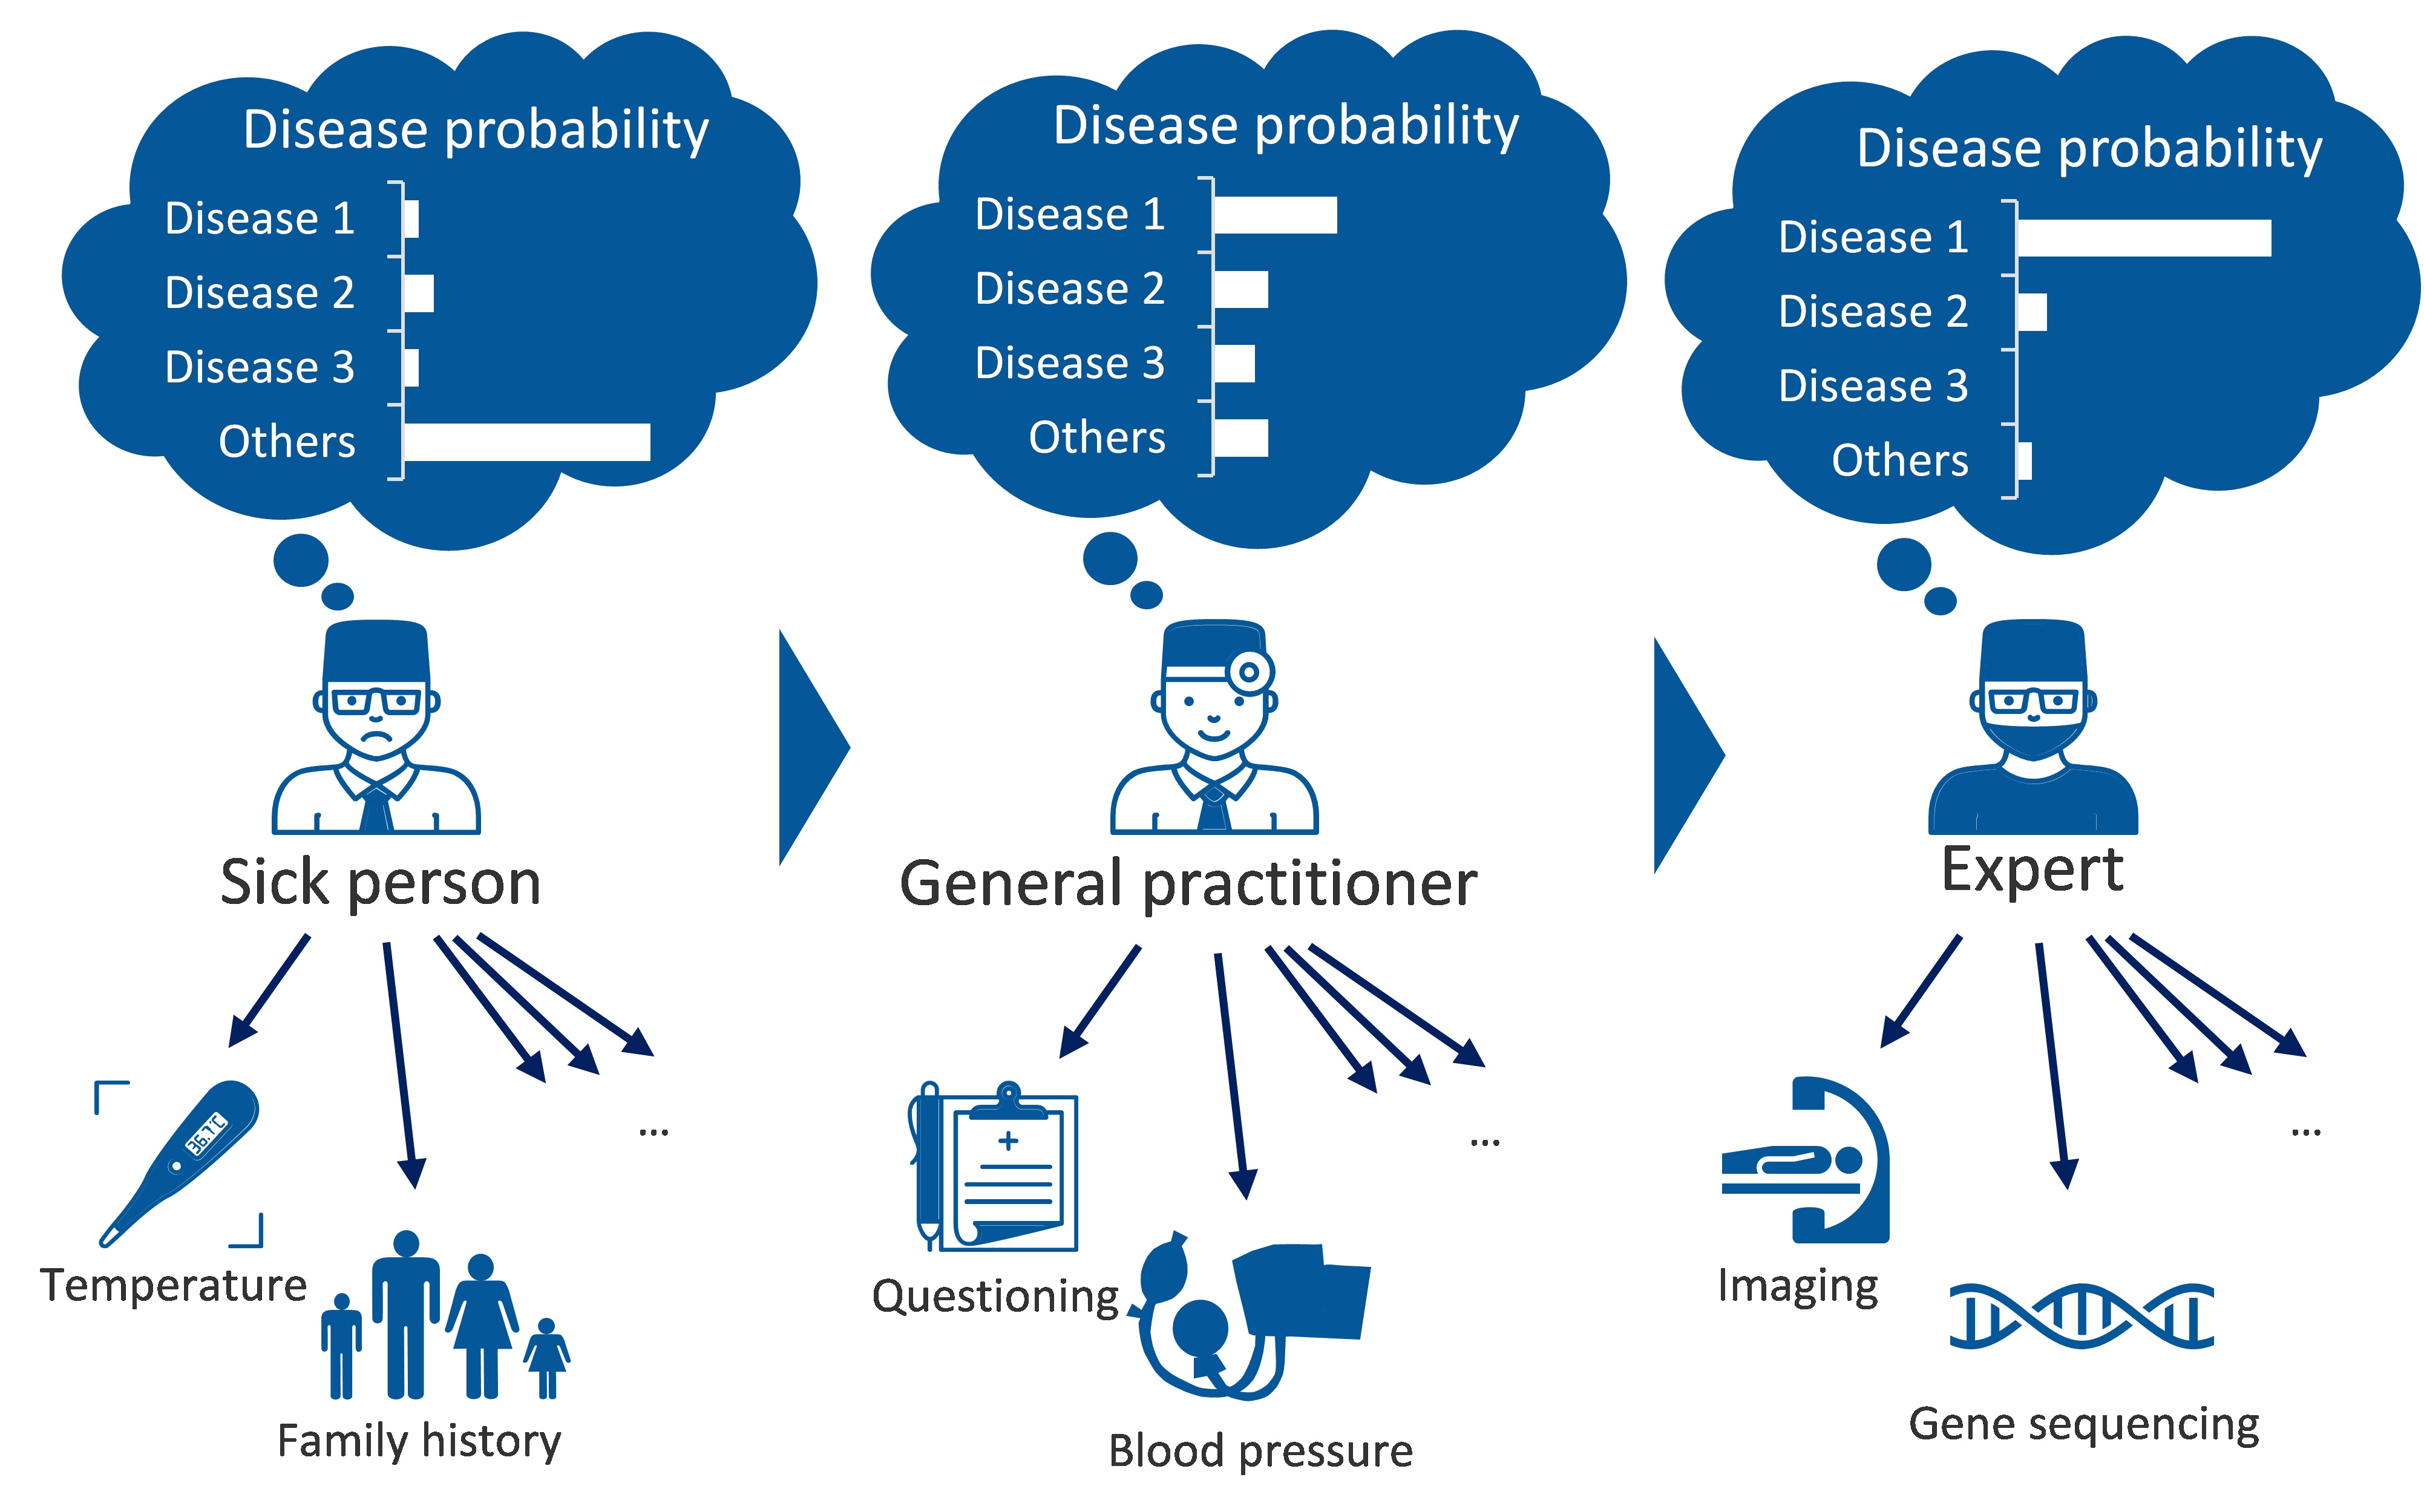 Disease probability
Disease 1
Disease 2
Disease 3
Others
Disease probability
Disease 1
Disease 2
Disease 3
Others
Disease probability
Disease 1
Disease 2
Disease 3
Others
Sick person
General practitioner
Expert
36.7°C
Temperature
Family history
...
Questioning
Blood pressure
...
Imaging
Gene sequencing
...